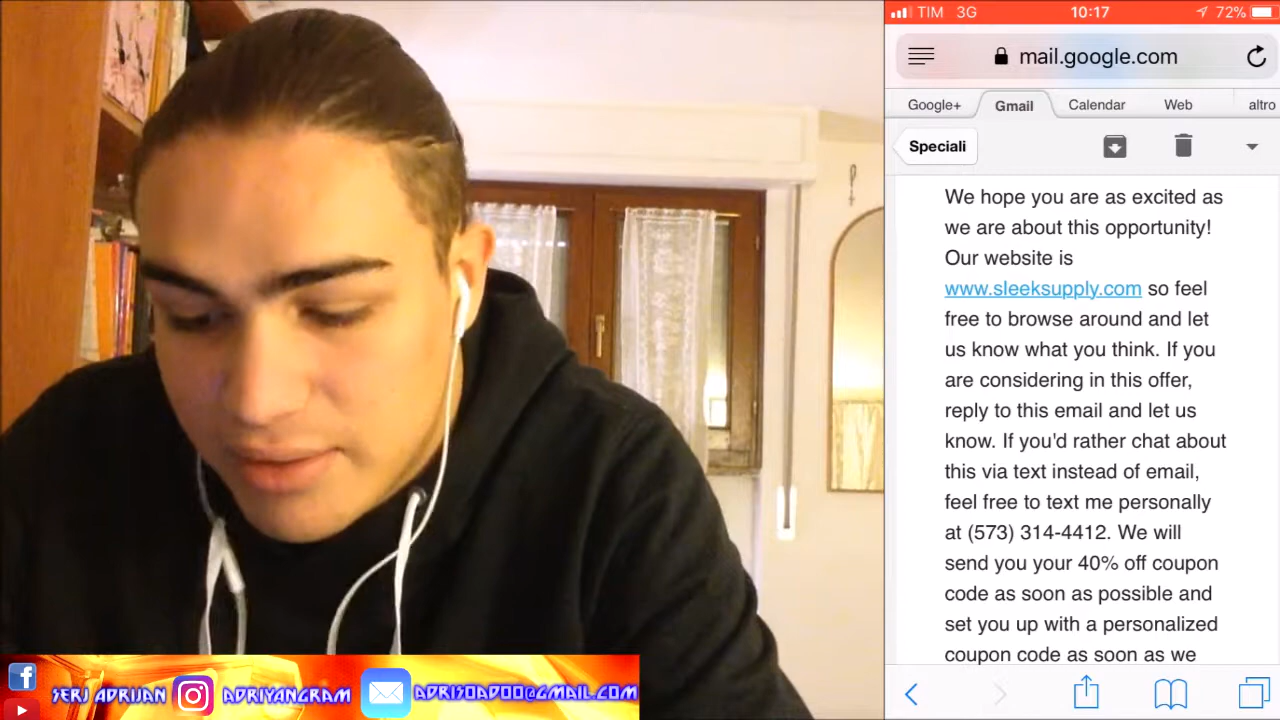 TIM 3G 10:17 72%
mail.google.com
Google+ Gmail Calendar Web altro
Speciali
We hope you are as excited as
we are about this opportunity!
Our website is
www.sleeksupply.com so feel
free to browse around and let
us know what you think. If you
are considering in this offer,
reply to this email and let us
know. If you'd rather chat about
this via text instead of email,
feel free to text me personally
at (573) 314-4412. We will
send you your 40% off coupon
code as soon as possible and
set you up with a personalized
coupon code as soon as we
f SERJ ADRIJAN ADRIYANGRAM ADRISOAD00@GMAIL.COM